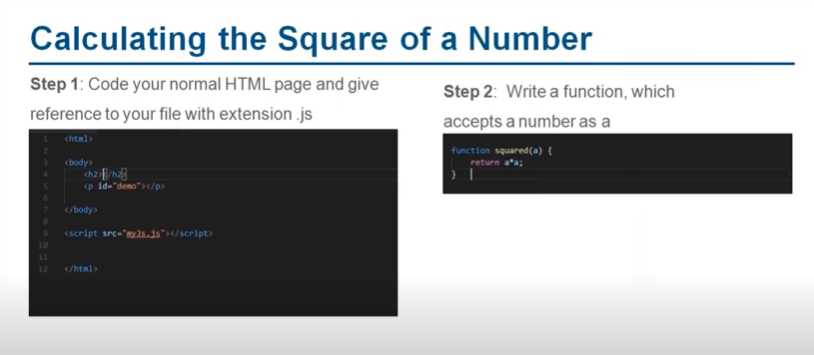 Calculating the Square of a Number
Step 1: Code your normal HTML page and give
reference to your file with extension .js
1 <html>
2
3 <body>
4 <h2></h2>
5 <p id="demo"></p>
6
7 </body>
8
9 <script src="myJs.js"></script>
10
11
12 </html>
Step 2: Write a function, which
accepts a number as a
function squared(a) {
return a*a;
}